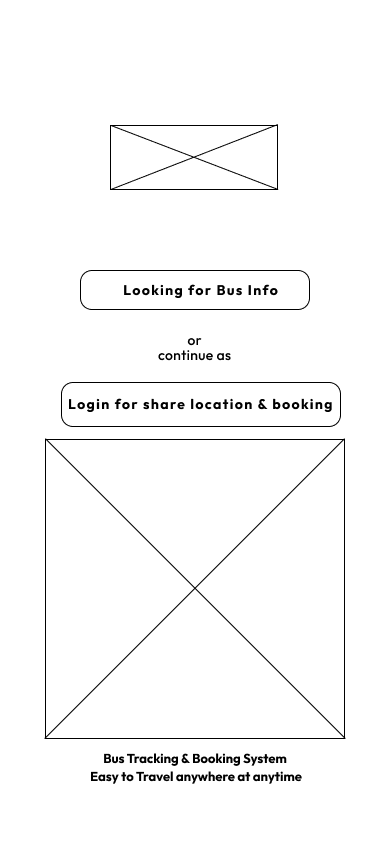 Looking for Bus Info
or
continue as
Login for share location & booking
Bus Tracking & Booking System
Easy to Travel anywhere at anytime